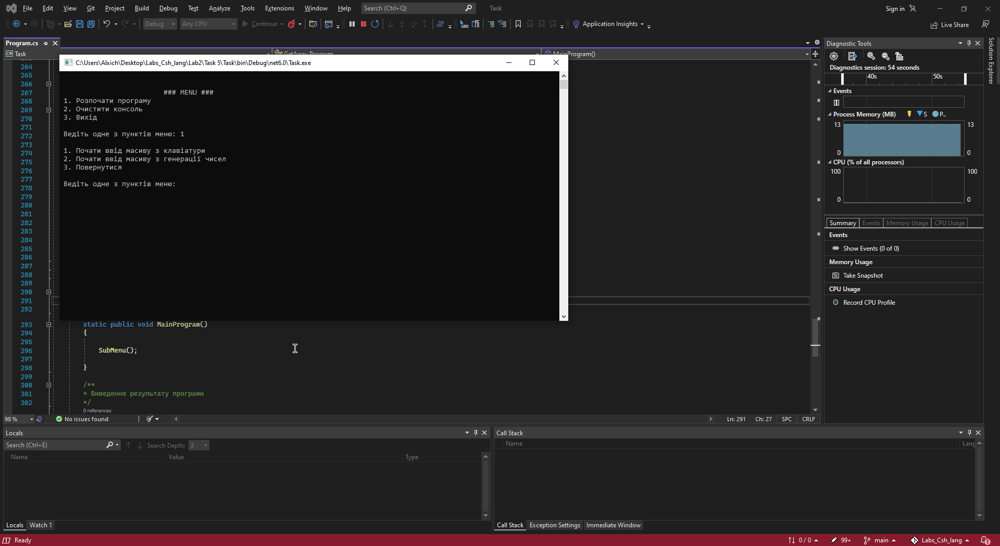 File Edit View Git Project Build Debug Test Analyze Tools Extensions Window Help Search (Ctrl+Q) Task Sign in
Debug Any CPU Continue Application Insights Live Share
Program.cs
Task GetArray.Program MainProgram()
C:\Users\Alxich\Desktop\Labs_Csh_lang\Lab2\Task 5\Task\bin\Debug\net6.0\Task.exe
### MENU ###
1. Розпочати програму
2. Очистити консоль
3. Вихід
Ведіть одне з пунктів меню: 1
1. Почати ввід масиву з клавіатури
2. Почати ввід масиву з генерації чисел
3. Повернутися
Ведіть одне з пунктів меню:
264
265
266
267
268
269
270
271
272
273
274
275
276
277
278
279
280
281
282
283
284
285
286
287
288
289
290
291
292
293 static public void MainProgram()
294 {
295
296 SubMenu();
297
298 }
299
300 /**
301 * Виведення результату програми
302 */
0 references
98 % No issues found Ln: 291 Ch: 27 SPC CRLF
Diagnostic Tools
Diagnostics session: 54 seconds
40s 50s
Events
Process Memory (MB) S P..
13 13
0 0
CPU (% of all processors)
100 100
0 0
Summary Events Memory Usage CPU Usage
Events
Show Events (0 of 0)
Memory Usage
Take Snapshot
CPU Usage
Record CPU Profile
Solution Explorer
Locals
Search (Ctrl+E) Search Depth: 3
Name Value Type
Locals Watch 1
Call Stack
Name Lang
Call Stack Exception Settings Immediate Window
Ready 0 / 0 99+ main Labs_Csh_lang 1